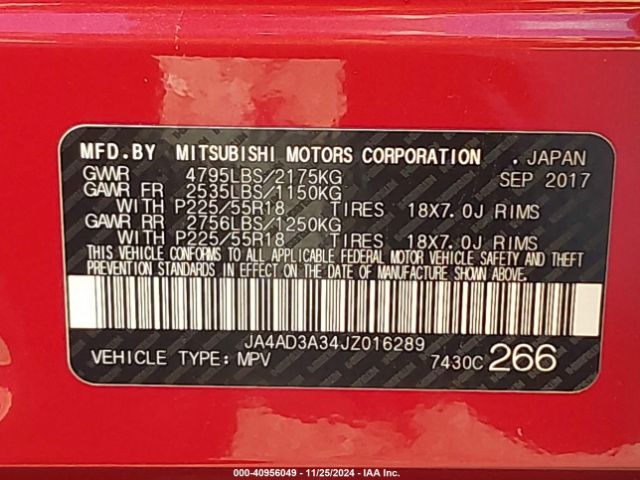 MFD.BY MITSUBISHI MOTORS CORPORATION . JAPAN
GVWR 4795LBS/2175KG SEP 2017
GAWR FR 2535LBS/1150KG
WITH P225/55R18 TIRES 18X7.0J RIMS
GAWR RR 2756LBS/1250KG
WITH P225/55R18 TIRES 18X7.0J RIMS
THIS VEHICLE CONFORMS TO ALL APPLICABLE FEDERAL MOTOR VEHICLE SAFETY AND THEFT
PREVENTION STANDARDS IN EFFECT ON THE DATE OF MANUFACTURE SHOWN ABOVE.
JA4AD3A34JZ016289
VEHICLE TYPE: MPV 7430C 266
000-40956049 - 11/25/2024 - IAA Inc.